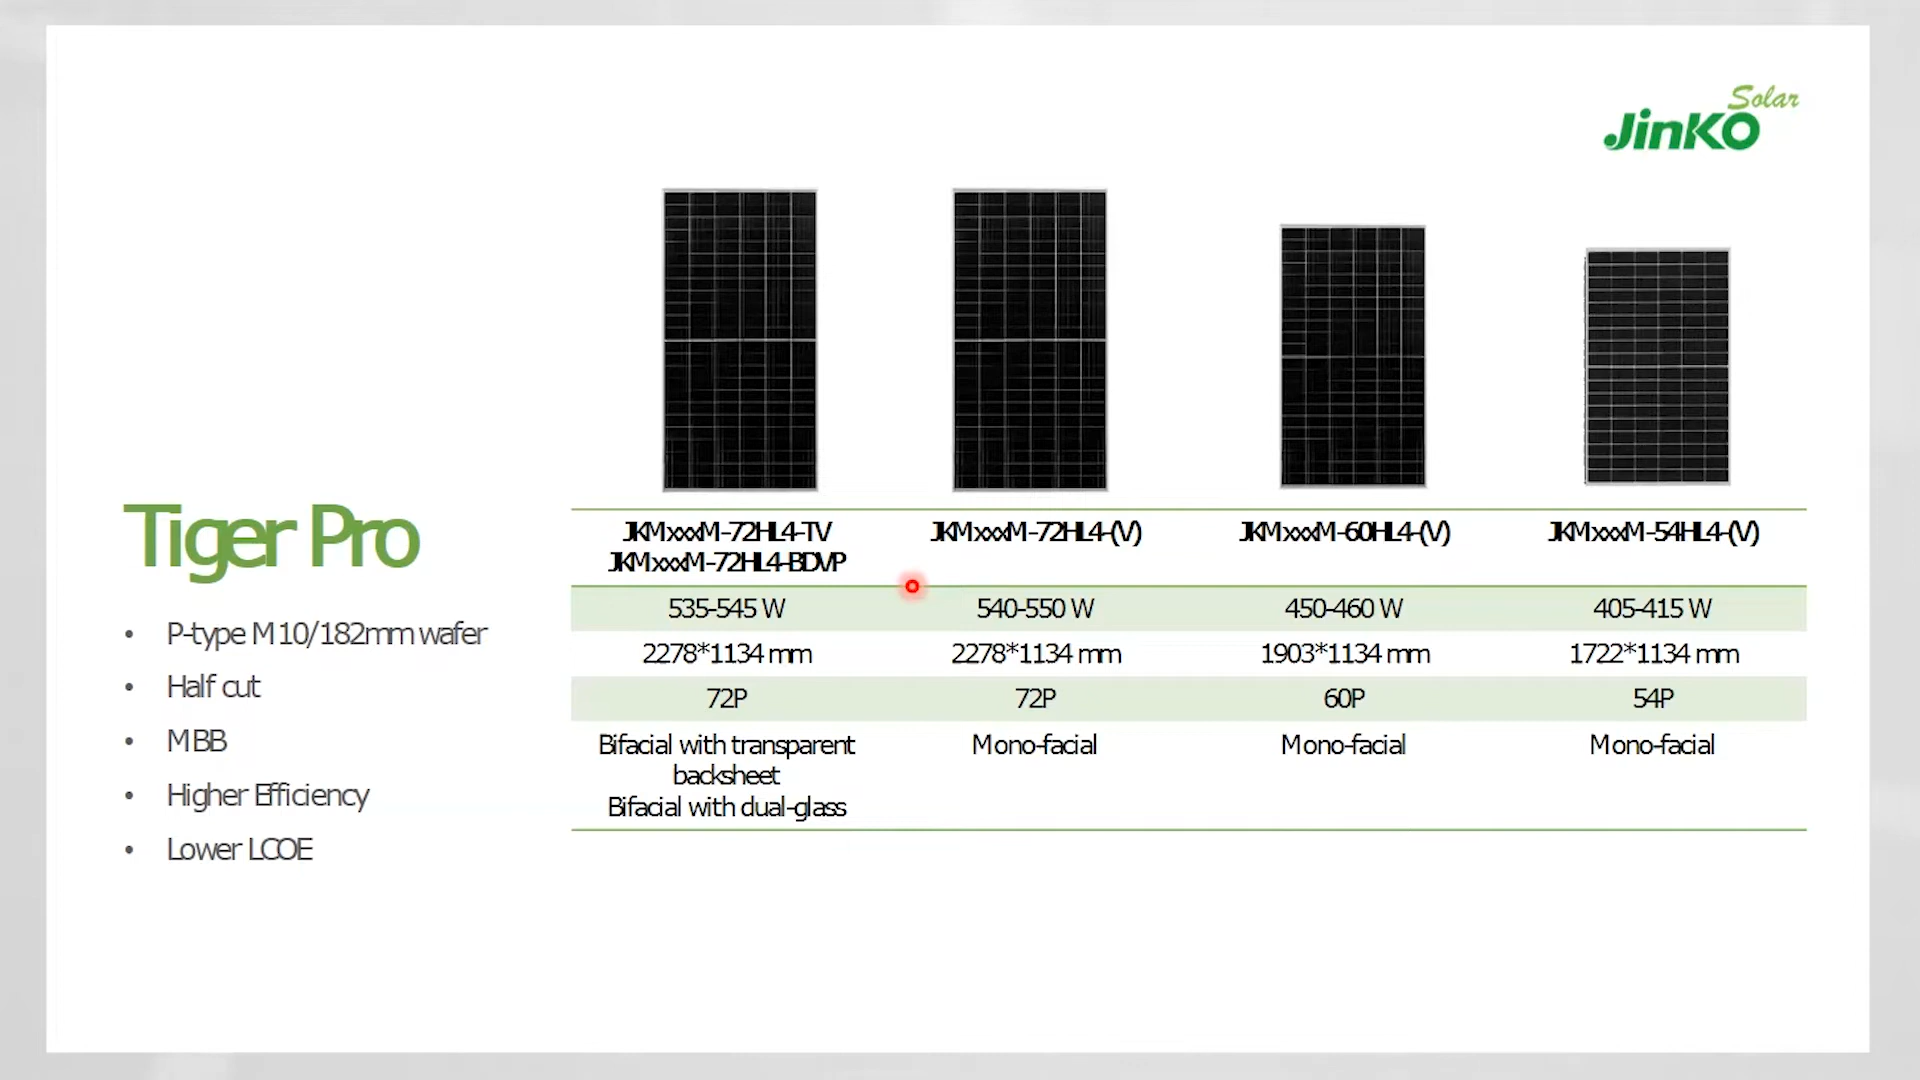 Solar
JinKO
Tiger Pro
• P-type M10/182mm wafer
• Half cut
• MBB
• Higher Efficiency
• Lower LCOE
JKMxxxM-72HL4-TV JKMxxxM-72HL4-(V) JKMxxxM-60HL4-(V) JKMxxxM-54HL4-(V)
JKMxxxM-72HL4-BDVP
535-545 W 540-550 W 450-460 W 405-415 W
2278*1134 mm 2278*1134 mm 1903*1134 mm 1722*1134 mm
72P 72P 60P 54P
Bifacial with transparent Mono-facial Mono-facial Mono-facial
backsheet
Bifacial with dual-glass